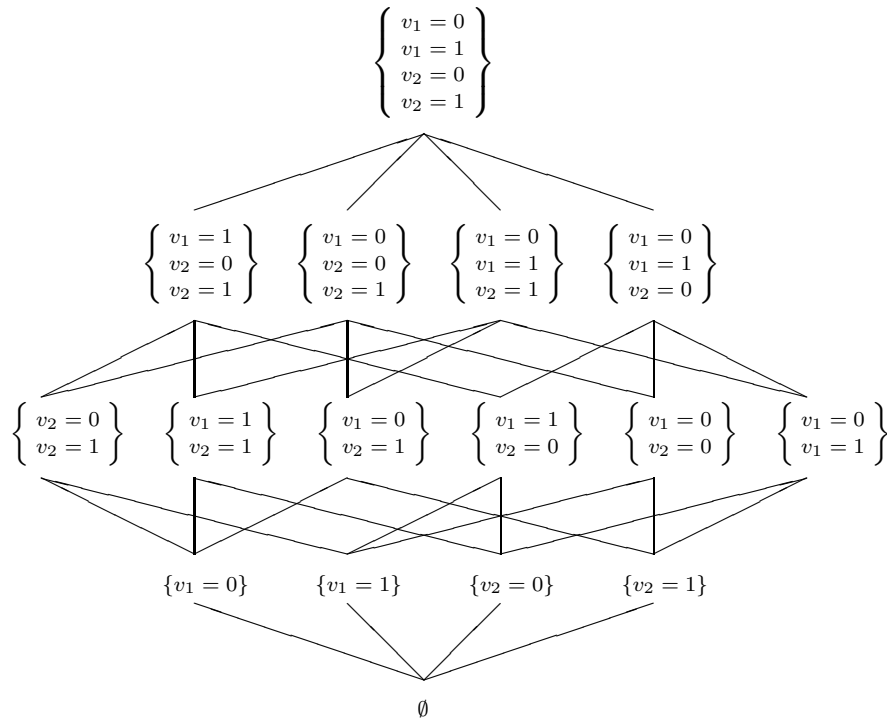 v1 = 0
v1 = 1
v2 = 0
v2 = 1
v1 = 1
v2 = 0
v2 = 1
v1 = 0
v2 = 0
v2 = 1
v1 = 0
v1 = 1
v2 = 1
v1 = 0
v1 = 1
v2 = 0
v2 = 0
v2 = 1
v1 = 1
v2 = 1
v1 = 0
v2 = 1
v1 = 1
v2 = 0
v1 = 0
v2 = 0
v1 = 0
v1 = 1
{v1 = 0}
{v1 = 1}
{v2 = 0}
{v2 = 1}
∅